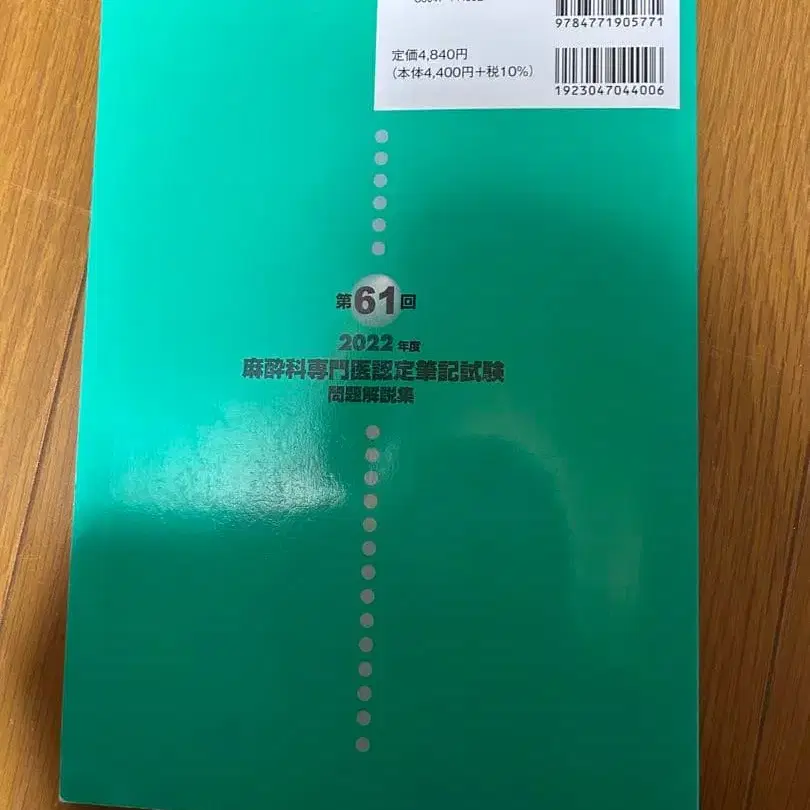 9784771905771
定価4,840円
（本体4,400円＋税10%）
1923047044006
第61回
2022年度
麻酔科専門医認定筆記試験
問題解説集